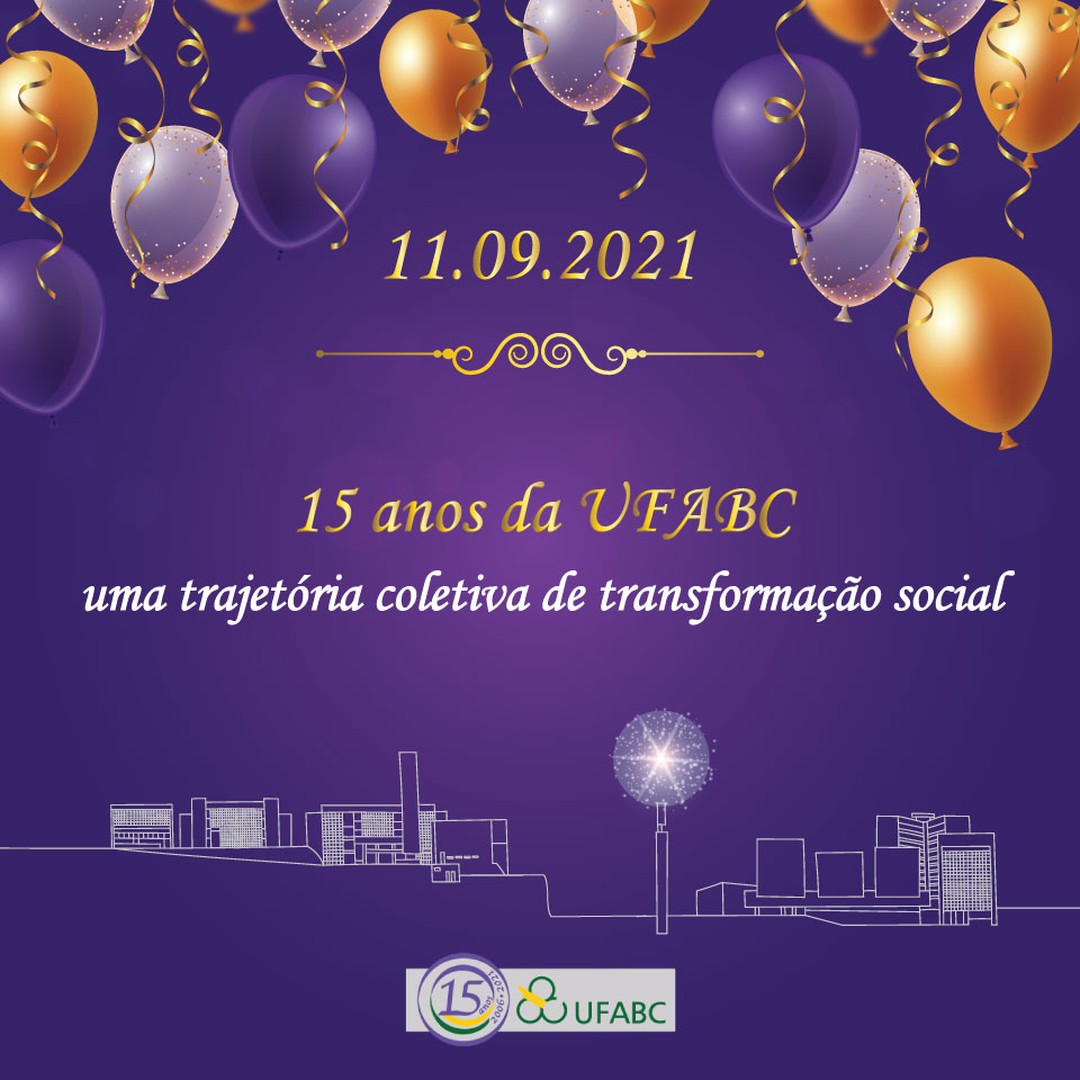 11.09.2021
15 anos da UFABC
uma trajetória coletiva de transformação social
15
anos
2006•2021
UFABC